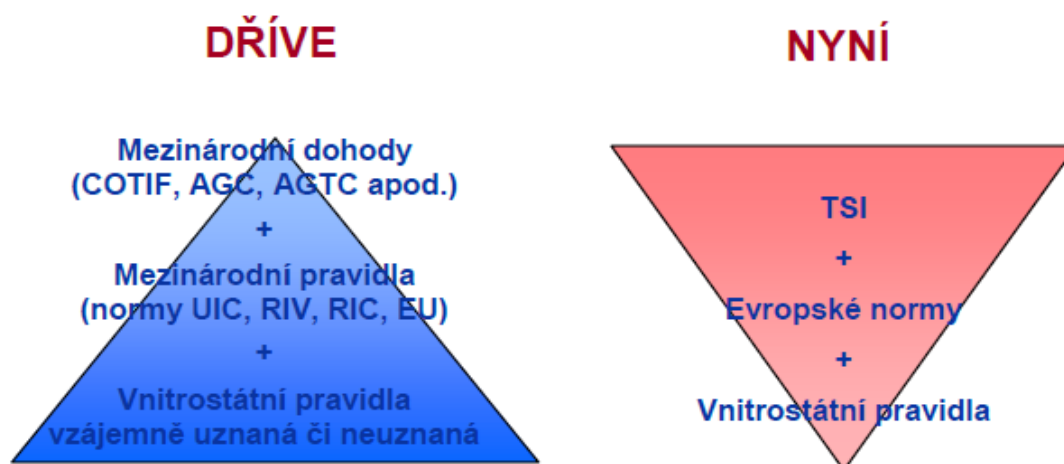 DŘÍVE
Mezinárodní dohody
(COTIF, AGC, AGTC apod.)
+
Mezinárodní pravidla
(normy UIC, RIV, RIC, EU)
+
Vnitrostátní pravidla
vzájemně uznaná či neuznaná
NYNÍ
TSI
+
Evropské normy
+
Vnitrostátní pravidla